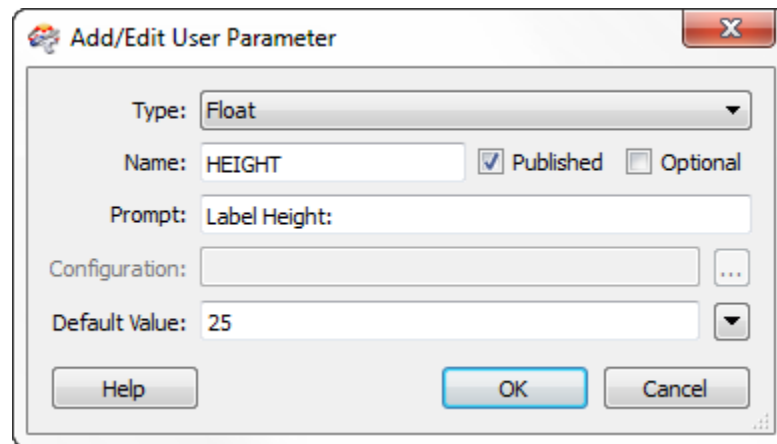 Add/Edit User Parameter
Type: Float
Name: HEIGHT Published Optional
Prompt: Label Height:
Configuration: ...
Default Value: 25
Help OK Cancel